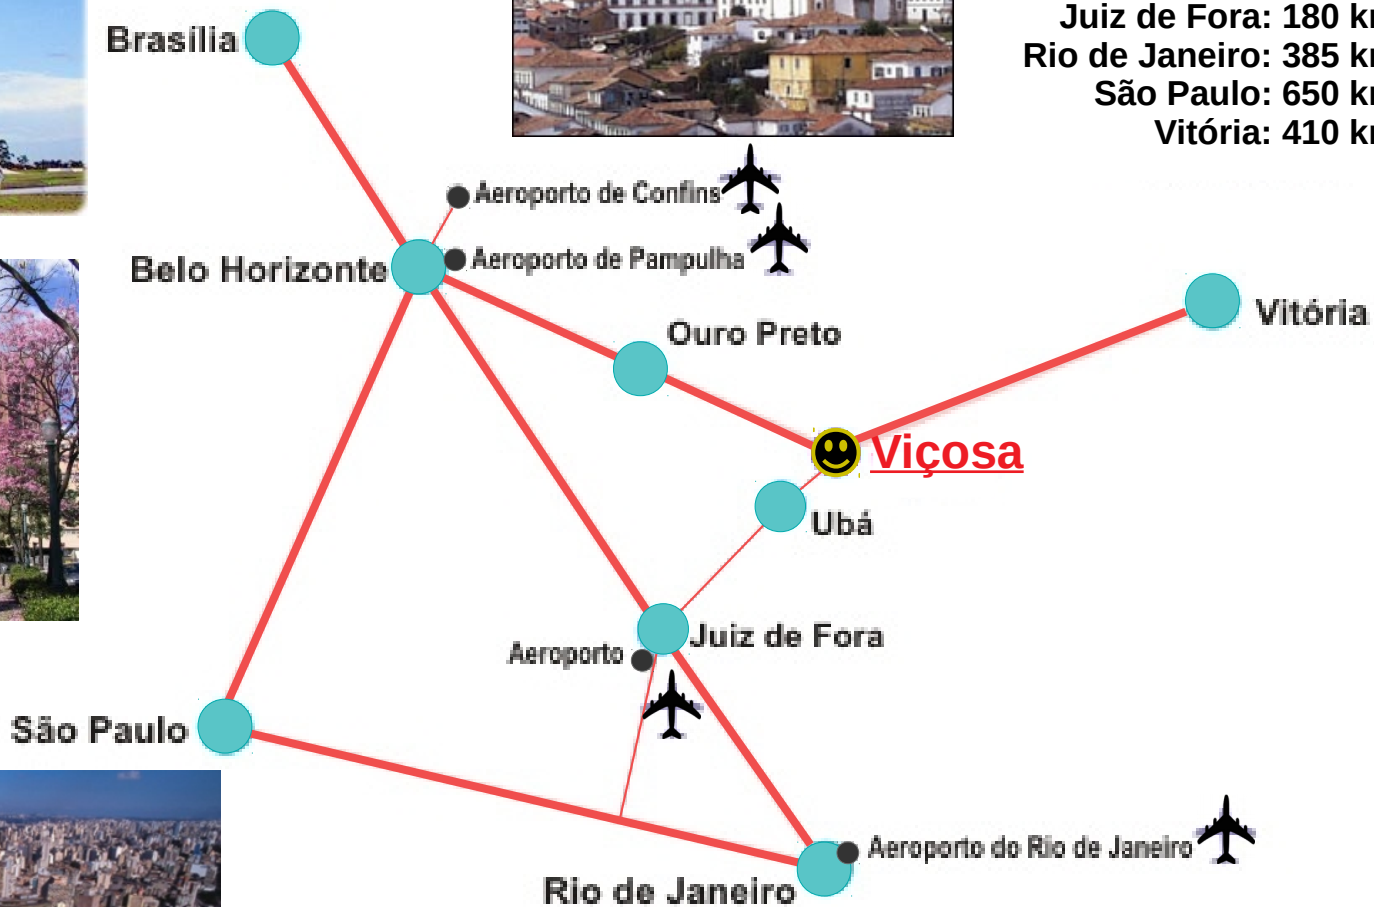 Juiz de Fora: 180 k
Rio de Janeiro: 385 k
São Paulo: 650 k
Vitória: 410 k
Brasília
Aeroporto de Confins
Aeroporto de Pampulha
Belo Horizonte
Vitória
Ouro Preto
Viçosa
Ubá
Juiz de Fora
Aeroporto
São Paulo
Aeroporto do Rio de Janeiro
Rio de Janeiro